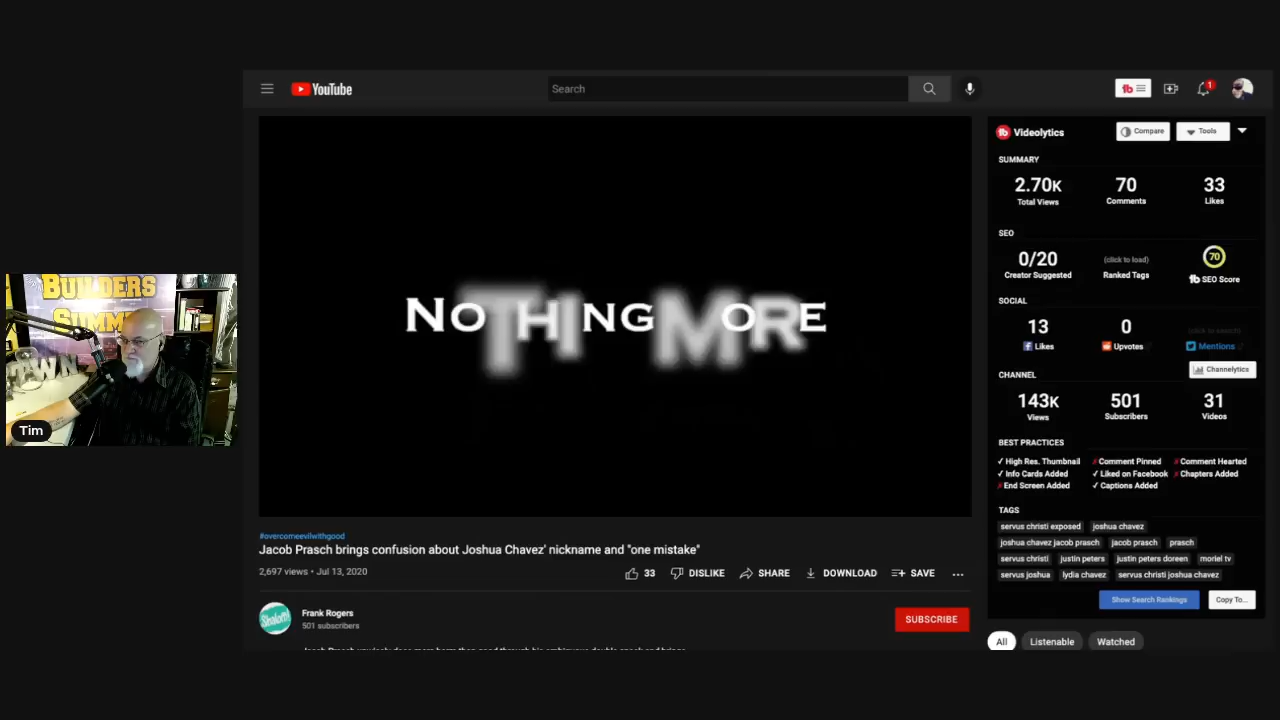 YouTube
Search
1
Videolytics
Compare
Tools
SUMMARY
2.70K
70
33
Total Views
Comments
Likes
SEO
0/20
(click to load)
70
Creator Suggested
Ranked Tags
SEO Score
SOCIAL
13
0
Likes
Upvotes
Mentions
Channelytics
CHANNEL
143K
501
31
Views
Subscribers
Videos
BEST PRACTICES
High Res. Thumbnail
Comment Pinned
Comment Hearted
Info Cards Added
Liked on Facebook
Chapters Added
End Screen Added
Captions Added
TAGS
servus christi exposed
joshua chavez
joshua chavez jacob prasch
jacob prasch
prasch
servus christi
justin peters
justin peters doreen
moriel tv
servus joshua
lydia chavez
servus christi joshua chavez
Show Search Rankings
Copy To...
All
Listenable
Watched
NOTHING MORE
BUILDERS
SUMM
Tim
#overcomeevilwithgood
Jacob Prasch brings confusion about Joshua Chavez' nickname and "one mistake"
2,697 views • Jul 13, 2020
33
DISLIKE
SHARE
DOWNLOAD
SAVE
Shalom!
Frank Rogers
501 subscribers
SUBSCRIBE